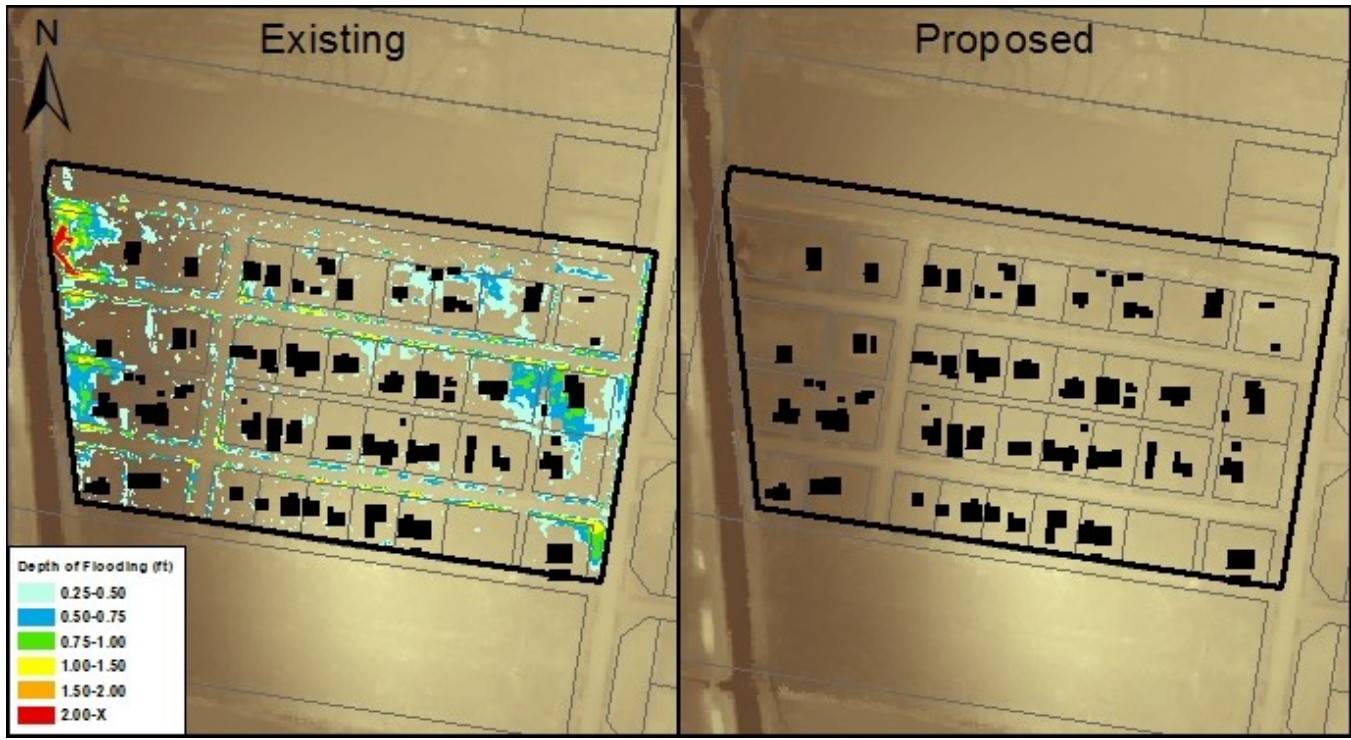 N
Existing
Proposed
Depth of Flooding (ft)
0.25-0.50
0.50-0.75
0.75-1.00
1.00-1.50
1.50-2.00
2.00-X